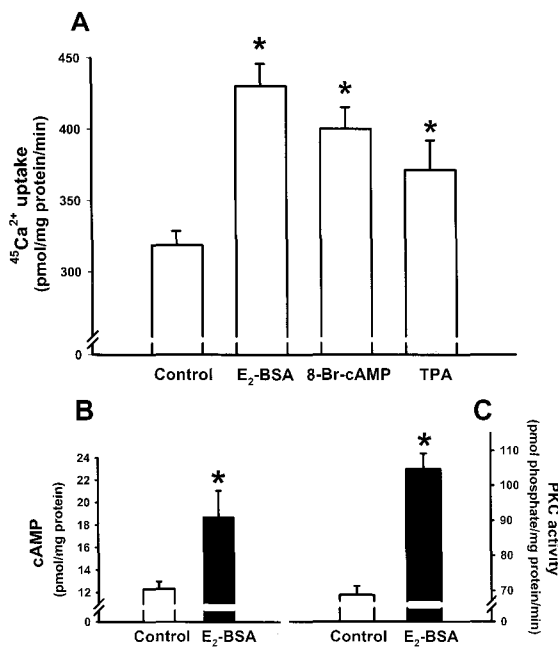 A
* * *
450
400
350
300
0
⁴⁵Ca²⁺ uptake
(pmol/mg protein/min)
Control E₂-BSA 8-Br-cAMP TPA
B
*
24
22
20
18
16
14
12
0
cAMP
(pmol/mg protein)
Control E₂-BSA
C
*
110
100
90
80
70
0
PKC activity
(pmol phosphate/mg protein/min)
Control E₂-BSA